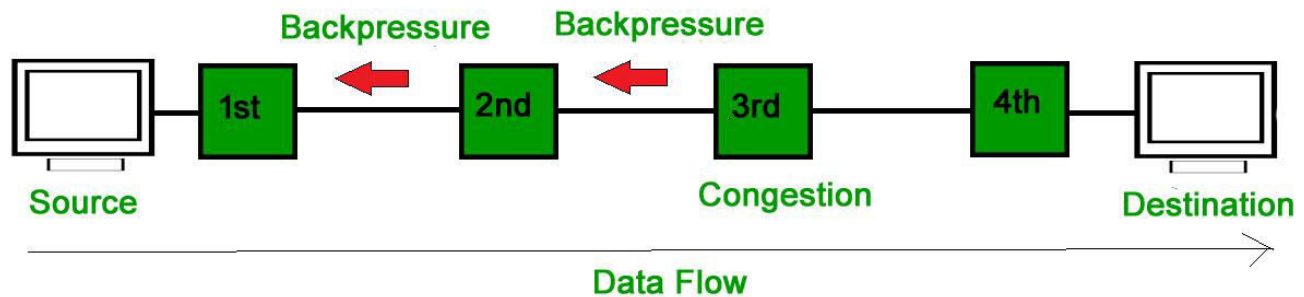 Backpressure
Backpressure
1st
2nd
3rd
4th
Source
Congestion
Destination
Data Flow